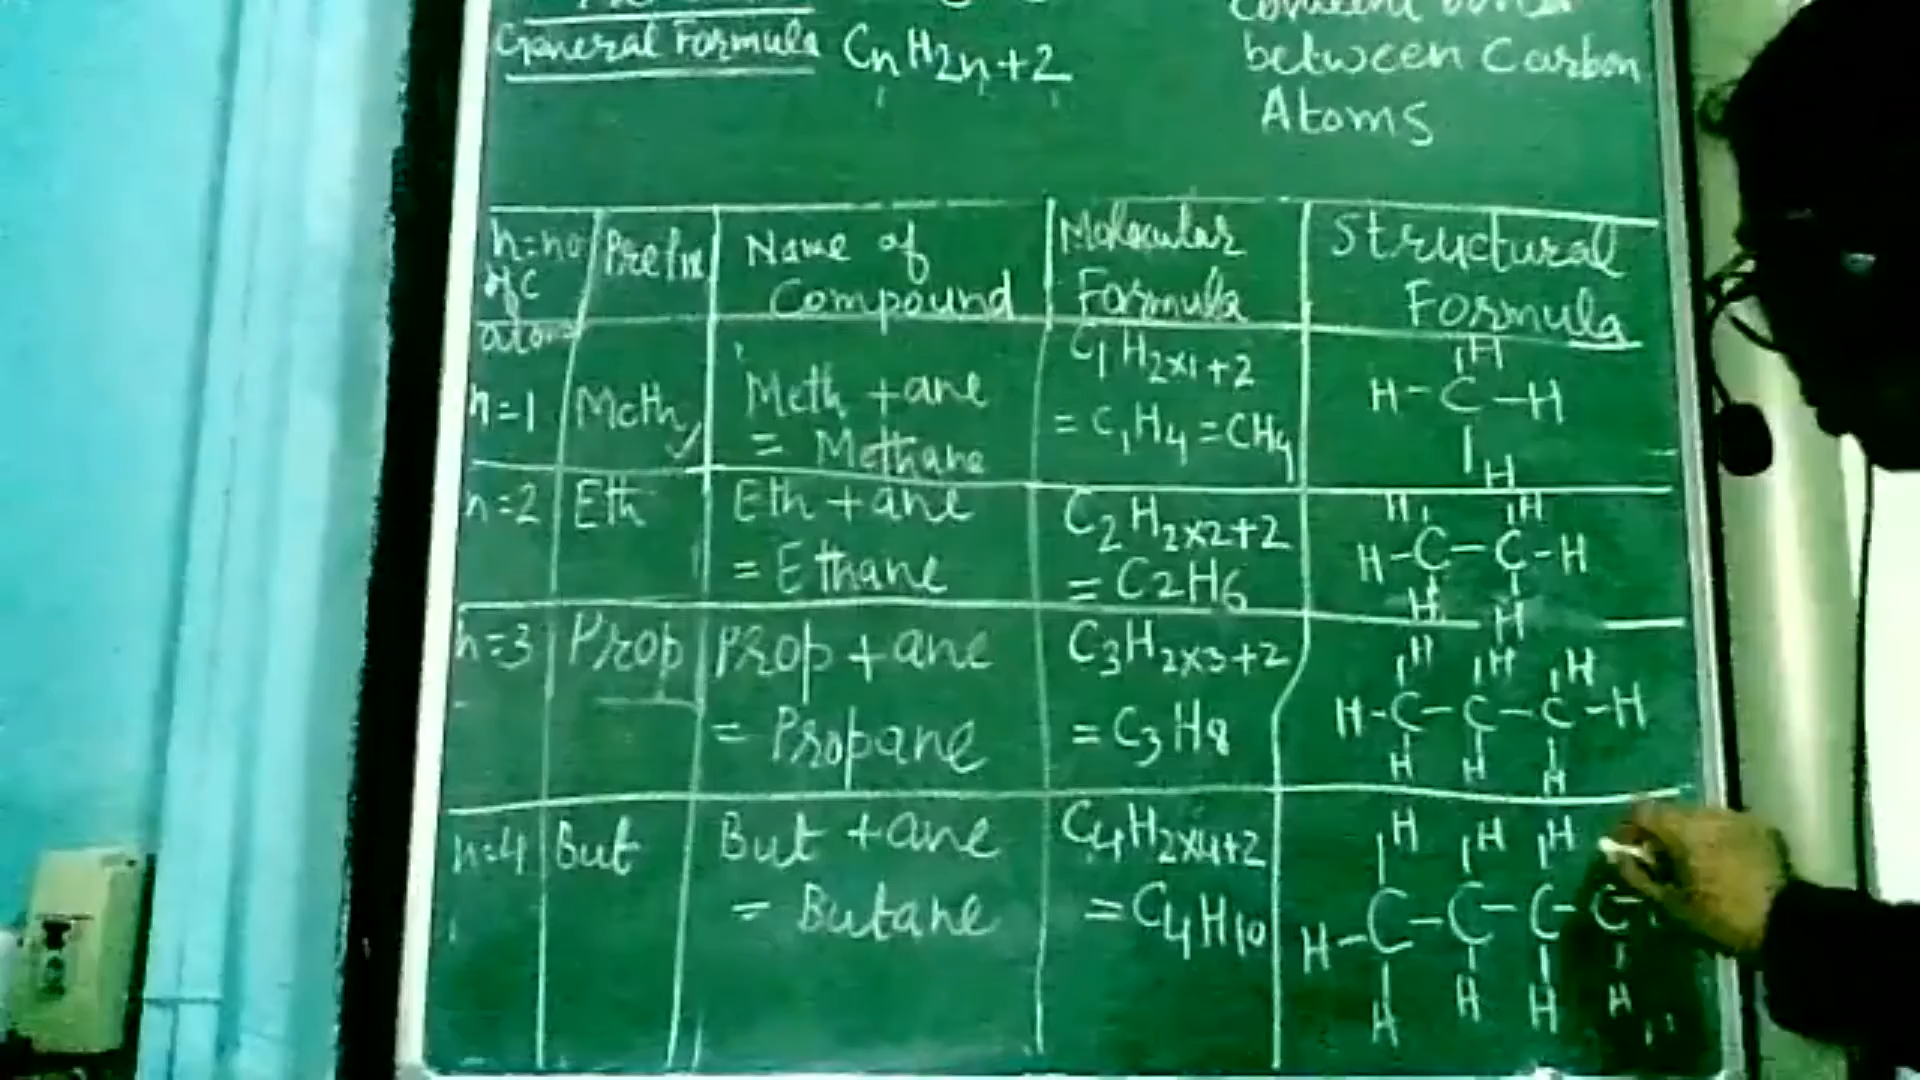 General Formula CnH2n+2
between Carbon
Atoms
n=no of C atoms
Prefix
Name of Compound
Molecular Formula
Structural Formula
n=1
Meth
Meth + ane
= Methane
C1H2x1+2
= C1H4 = CH4
H
H-C-H
H
n=2
Eth
Eth + ane
= Ethane
C2H2x2+2
= C2H6
H H
H-C-C-H
H H
n=3
Prop
Prop + ane
= Propane
C3H2x3+2
= C3H8
H H H
H-C-C-C-H
H H H
n=4
But
But + ane
= Butane
C4H2x4+2
= C4H10
H H H
H-C-C-C-C-
H H H H